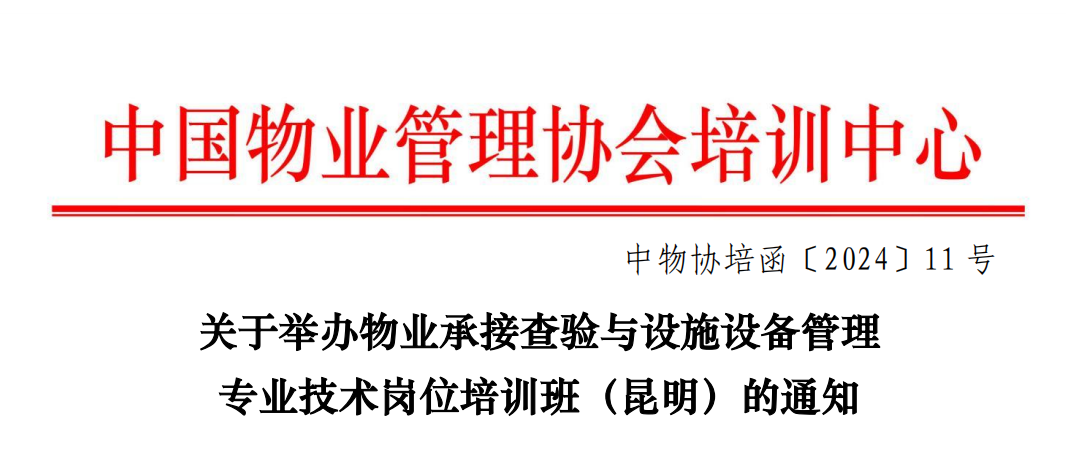 中国物业管理协会培训中心
中物协培函〔2024〕11 号
关于举办物业承接查验与设施设备管理
专业技术岗位培训班（昆明）的通知